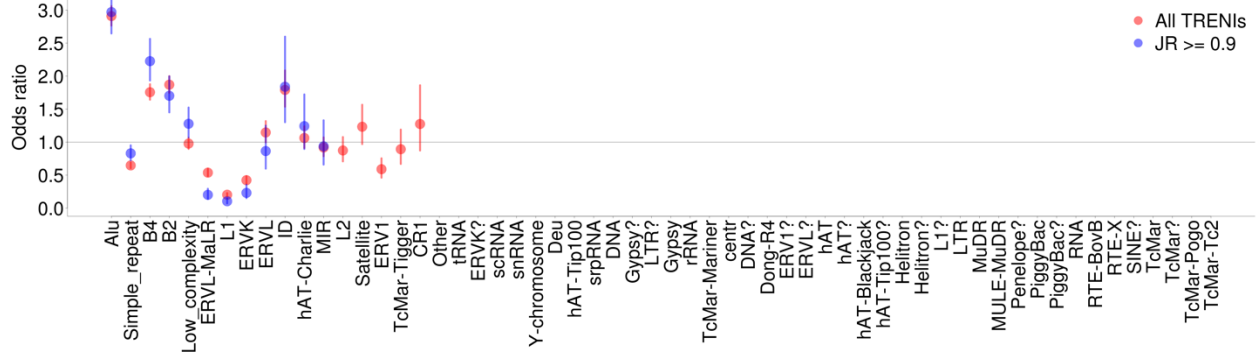 3.0
2.5
2.0
1.5
1.0
0.5
0.0
Odds ratio
All TRENIs
JR >= 0.9
Alu
Simple_repeat
B4
B2
Low_complexity
ERVL-MaLR
L1
ERVK
ERVL
ID
hAT-Charlie
MIR
L2
Satellite
ERV1
TcMar-Tigger
CR1
Other
tRNA
ERVK?
scRNA
snRNA
Y-chromosome
Deu
hAT-Tip100
srpRNA
DNA
Gypsy?
LTR?
Gypsy
rRNA
TcMar-Mariner
centr
DNA?
Dong-R4
ERV1?
ERVL?
hAT
hAT?
hAT-Blackjack
hAT-Tip100?
Helitron
Helitron?
L1?
LTR
MuDR
MULE-MuDR
Penelope?
PiggyBac
PiggyBac?
RNA
RTE-BovB
RTE-X
SINE?
TcMar
TcMar?
TcMar-Pogo
TcMar-Tc2